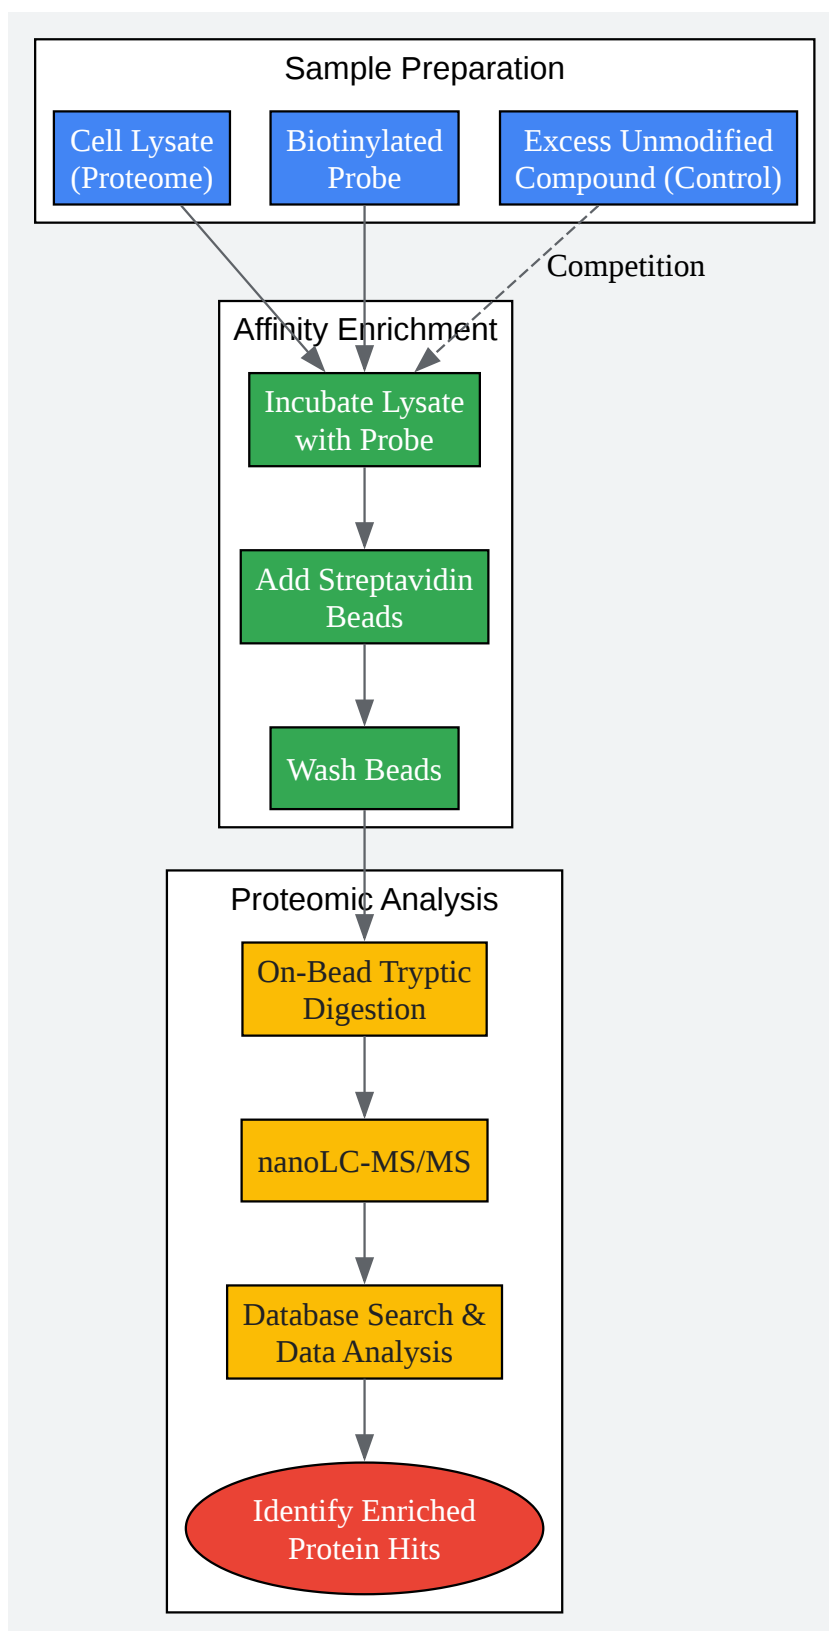 Sample Preparation
Cell Lysate
(Proteome)
Biotinylated
Probe
Excess Unmodified
Compound (Control)
Competition
Affinity Enrichment
Incubate Lysate
with Probe
Add Streptavidin
Beads
Wash Beads
Proteomic Analysis
On-Bead Tryptic
Digestion
nanoLC-MS/MS
Database Search &
Data Analysis
Identify Enriched
Protein Hits